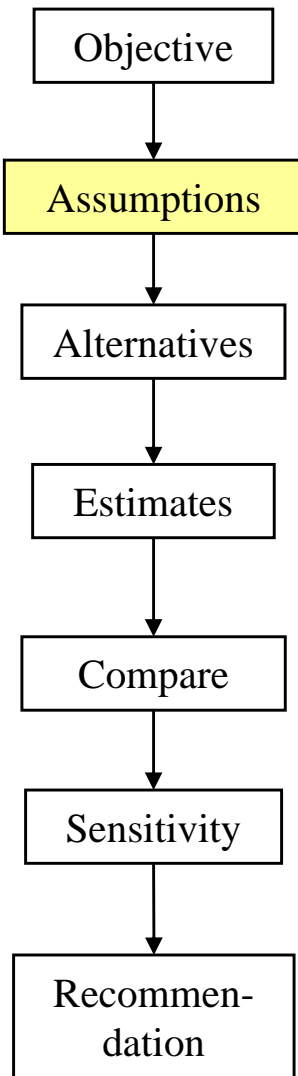 Objective
Assumptions
Alternatives
Estimates
Compare
Sensitivity
Recommen-
dation